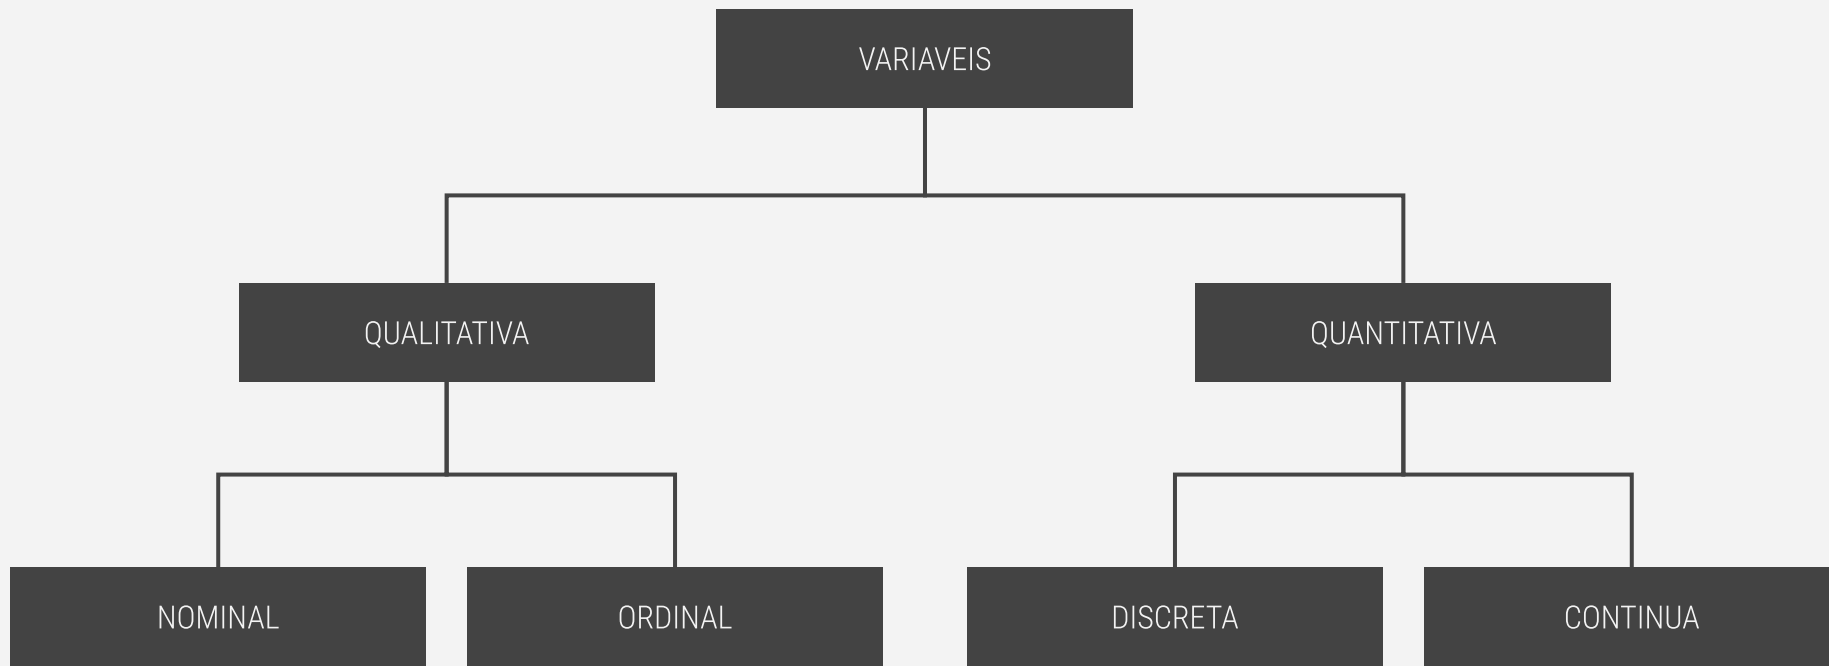 VARIAVEIS
QUALITATIVA
QUANTITATIVA
NOMINAL
ORDINAL
DISCRETA
CONTINUA